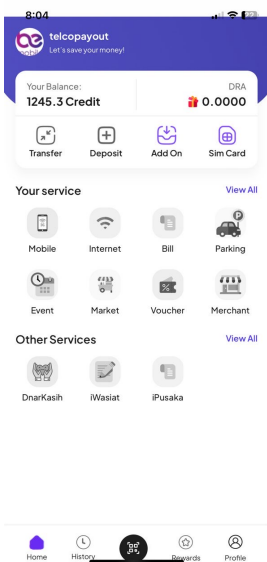 8:04
22
telcopayout
mobile
Let's save your money!
Your Balance:
DRA
1245.3 Credit
0.0000
Transfer
Deposit
Add On
Sim Card
Your service
View All
P
Mobile
Internet
Bill
Parking
Event
Market
Voucher
Merchant
Other Services
View All
DnarKasih
iWasiat
iPusaka
Home
History
Rewards
Profile